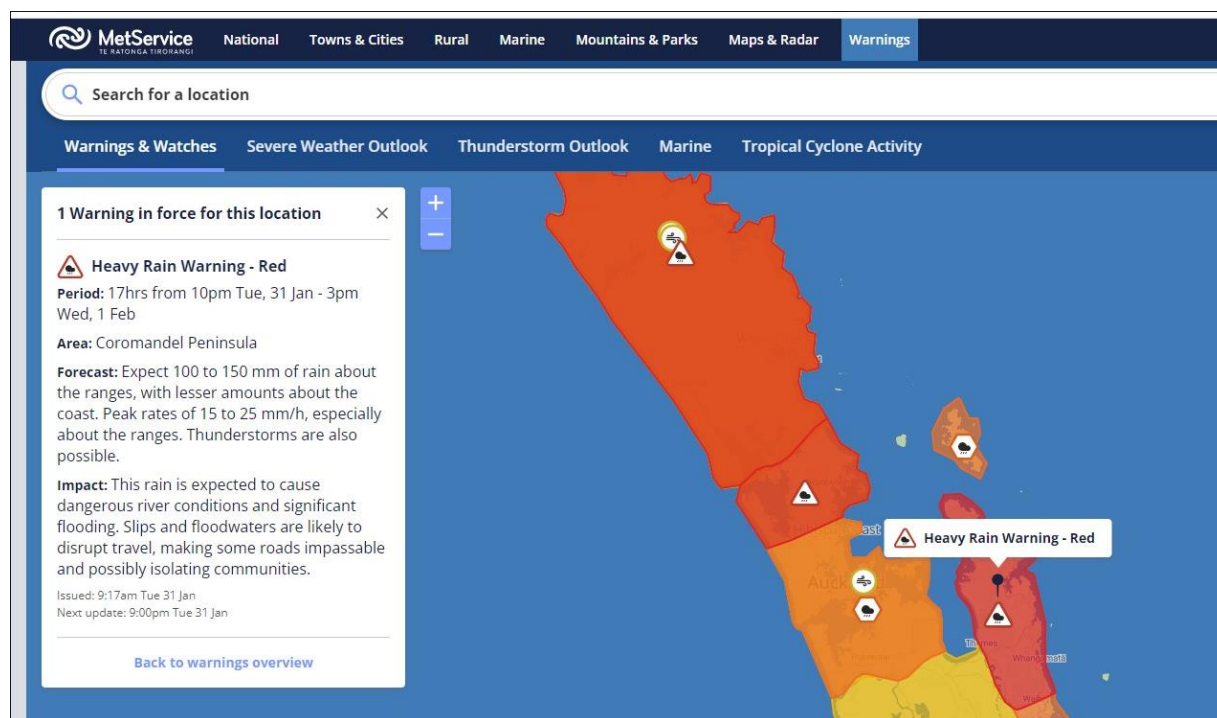 MetService
TE RATONGA TIRORANGI
National
Towns & Cities
Rural
Marine
Mountains & Parks
Maps & Radar
Warnings
Search for a location
Warnings & Watches
Severe Weather Outlook
Thunderstorm Outlook
Marine
Tropical Cyclone Activity
1 Warning in force for this location
Heavy Rain Warning - Red
Period: 17hrs from 10pm Tue, 31 Jan - 3pm
Wed, 1 Feb
Area: Coromandel Peninsula
Forecast: Expect 100 to 150 mm of rain about
the ranges, with lesser amounts about the
coast. Peak rates of 15 to 25 mm/h, especially
about the ranges. Thunderstorms are also
possible.
Impact: This rain is expected to cause
dangerous river conditions and significant
flooding. Slips and floodwaters are likely to
disrupt travel, making some roads impassable
and possibly isolating communities.
Issued: 9:17am Tue 31 Jan
Next update: 9:00pm Tue 31 Jan
Back to warnings overview
Heavy Rain Warning - Red